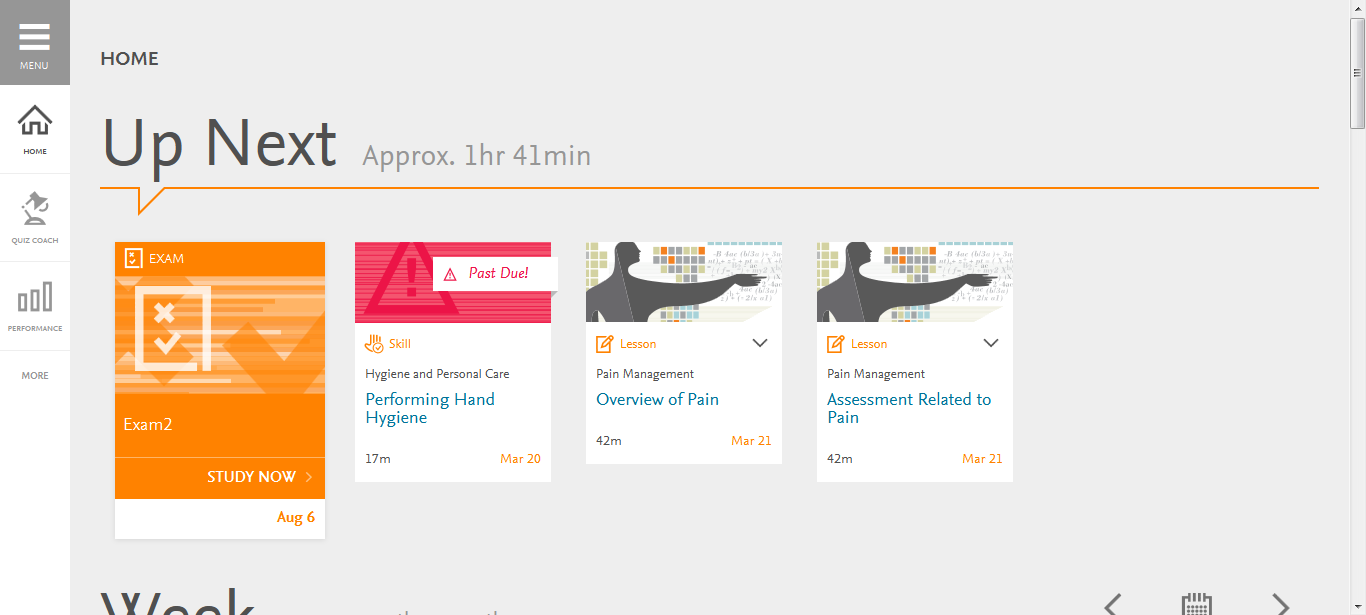 MENU
HOME
QUIZ COACH
PERFORMANCE
MORE
HOME
Up Next Approx. 1hr 41min
EXAM
Exam2
STUDY NOW
Aug 6
Past Due!
Skill
Hygiene and Personal Care
Performing Hand
Hygiene
17m Mar 20
Lesson
Pain Management
Overview of Pain
42m Mar 21
Lesson
Pain Management
Assessment Related to
Pain
42m Mar 21
Week